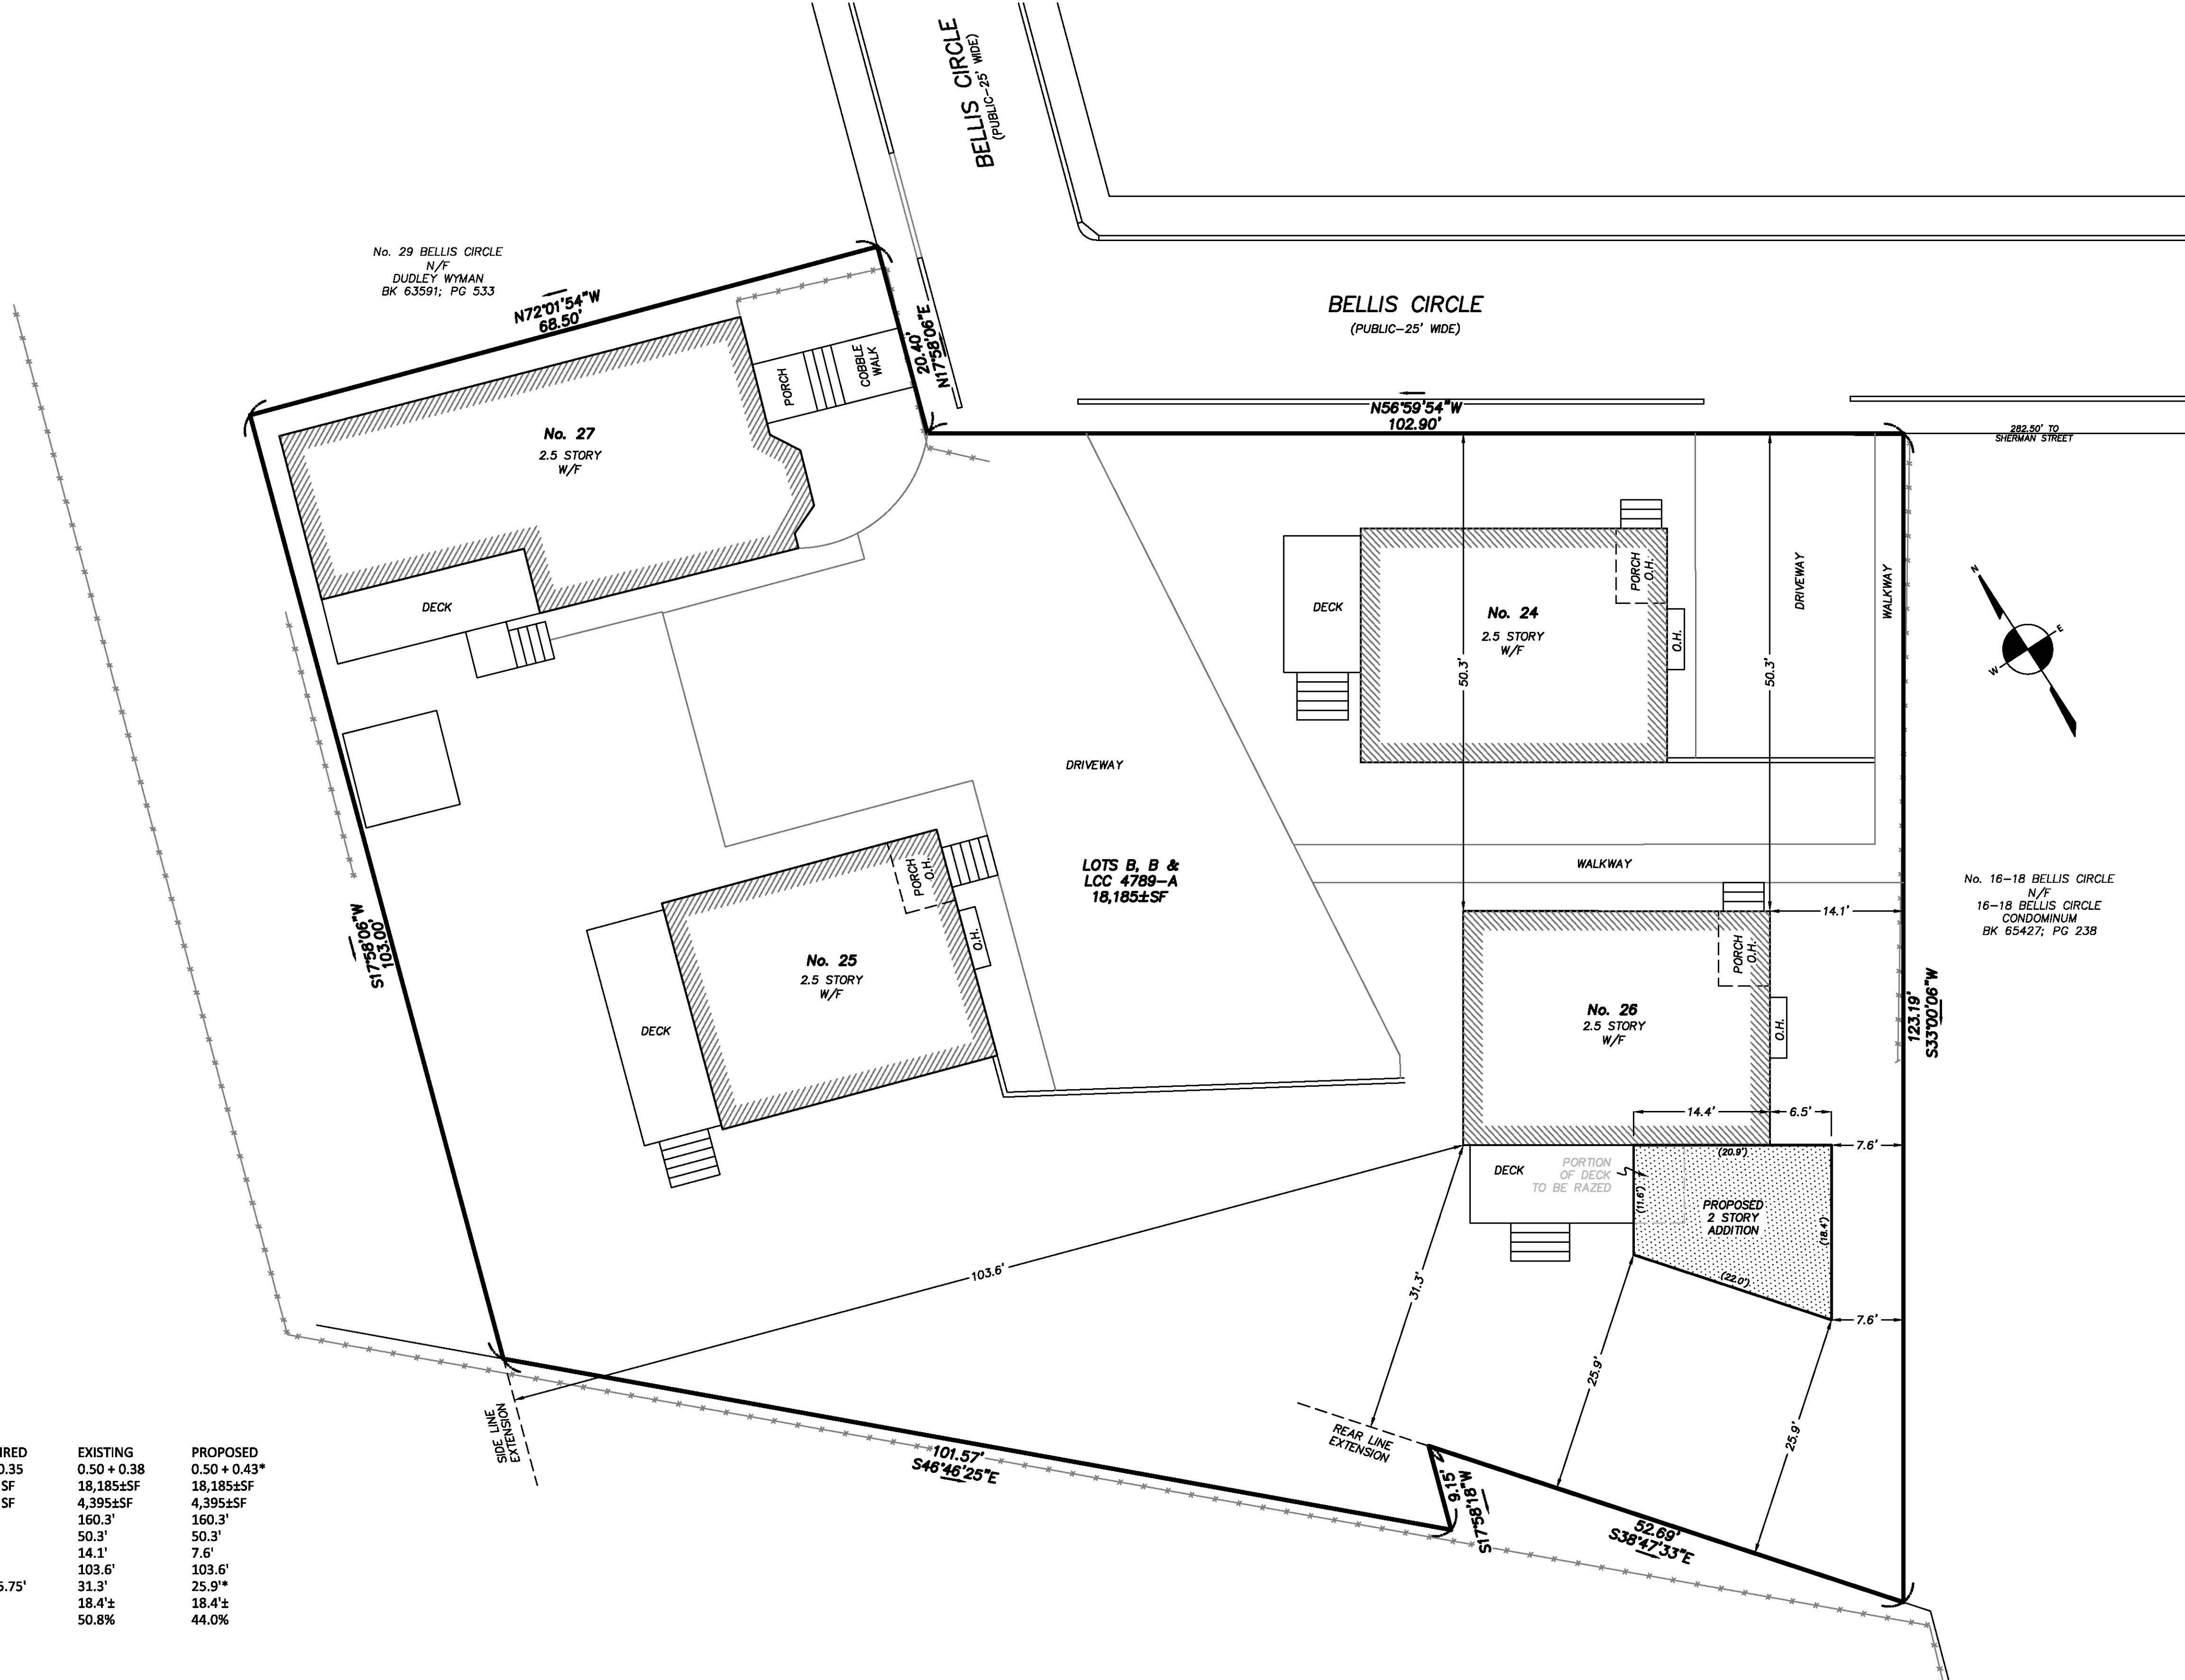 BELLIS CIRCLE
(PUBLIC-25' WIDE)
No. 29 BELLIS CIRCLE
N/F
DUDLEY WYMAN
BK 63591; PG 533
N72°01'54"W
68.50'
20.40'
N17°58'06"E
COBBLE
WALK
PORCH
No. 27
2.5 STORY
W/F
DECK
BELLIS CIRCLE
(PUBLIC-25' WIDE)
N56°59'54"W
102.90'
282.50' TO
SHERMAN STREET
DECK
No. 24
2.5 STORY
W/F
PORCH
O.H.
O.H.
50.3'
50.3'
DRIVEWAY
WALKWAY
N
E
W
DRIVEWAY
WALKWAY
LOTS B, B &
LCC 4789-A
18,185±SF
No. 16-18 BELLIS CIRCLE
N/F
16-18 BELLIS CIRCLE
CONDOMINUM
BK 65427; PG 238
S17°58'06"W
103.00'
PORCH
O.H.
O.H.
No. 25
2.5 STORY
W/F
DECK
14.1'
PORCH
O.H.
No. 26
2.5 STORY
W/F
O.H.
123.19'
S33°00'06"W
14.4'
6.5'
7.6'
DECK
PORTION
OF DECK
TO BE RAZED
(20.9')
(11.6')
PROPOSED
2 STORY
ADDITION
(18.4')
(22.0')
7.6'
103.6'
31.3'
25.9'
25.9'
SIDE LINE
EXTENSION
REAR LINE
EXTENSION
101.57'
S46°46'25"E
9.15'
S17°58'18"W
52.69'
S38°47'33"E
IRED EXISTING PROPOSED
0.35 0.50 + 0.38 0.50 + 0.43*
SF 18,185±SF 18,185±SF
SF 4,395±SF 4,395±SF
160.3' 160.3'
50.3' 50.3'
14.1' 7.6'
103.6' 103.6'
5.75' 31.3' 25.9'*
18.4'± 18.4'±
50.8% 44.0%